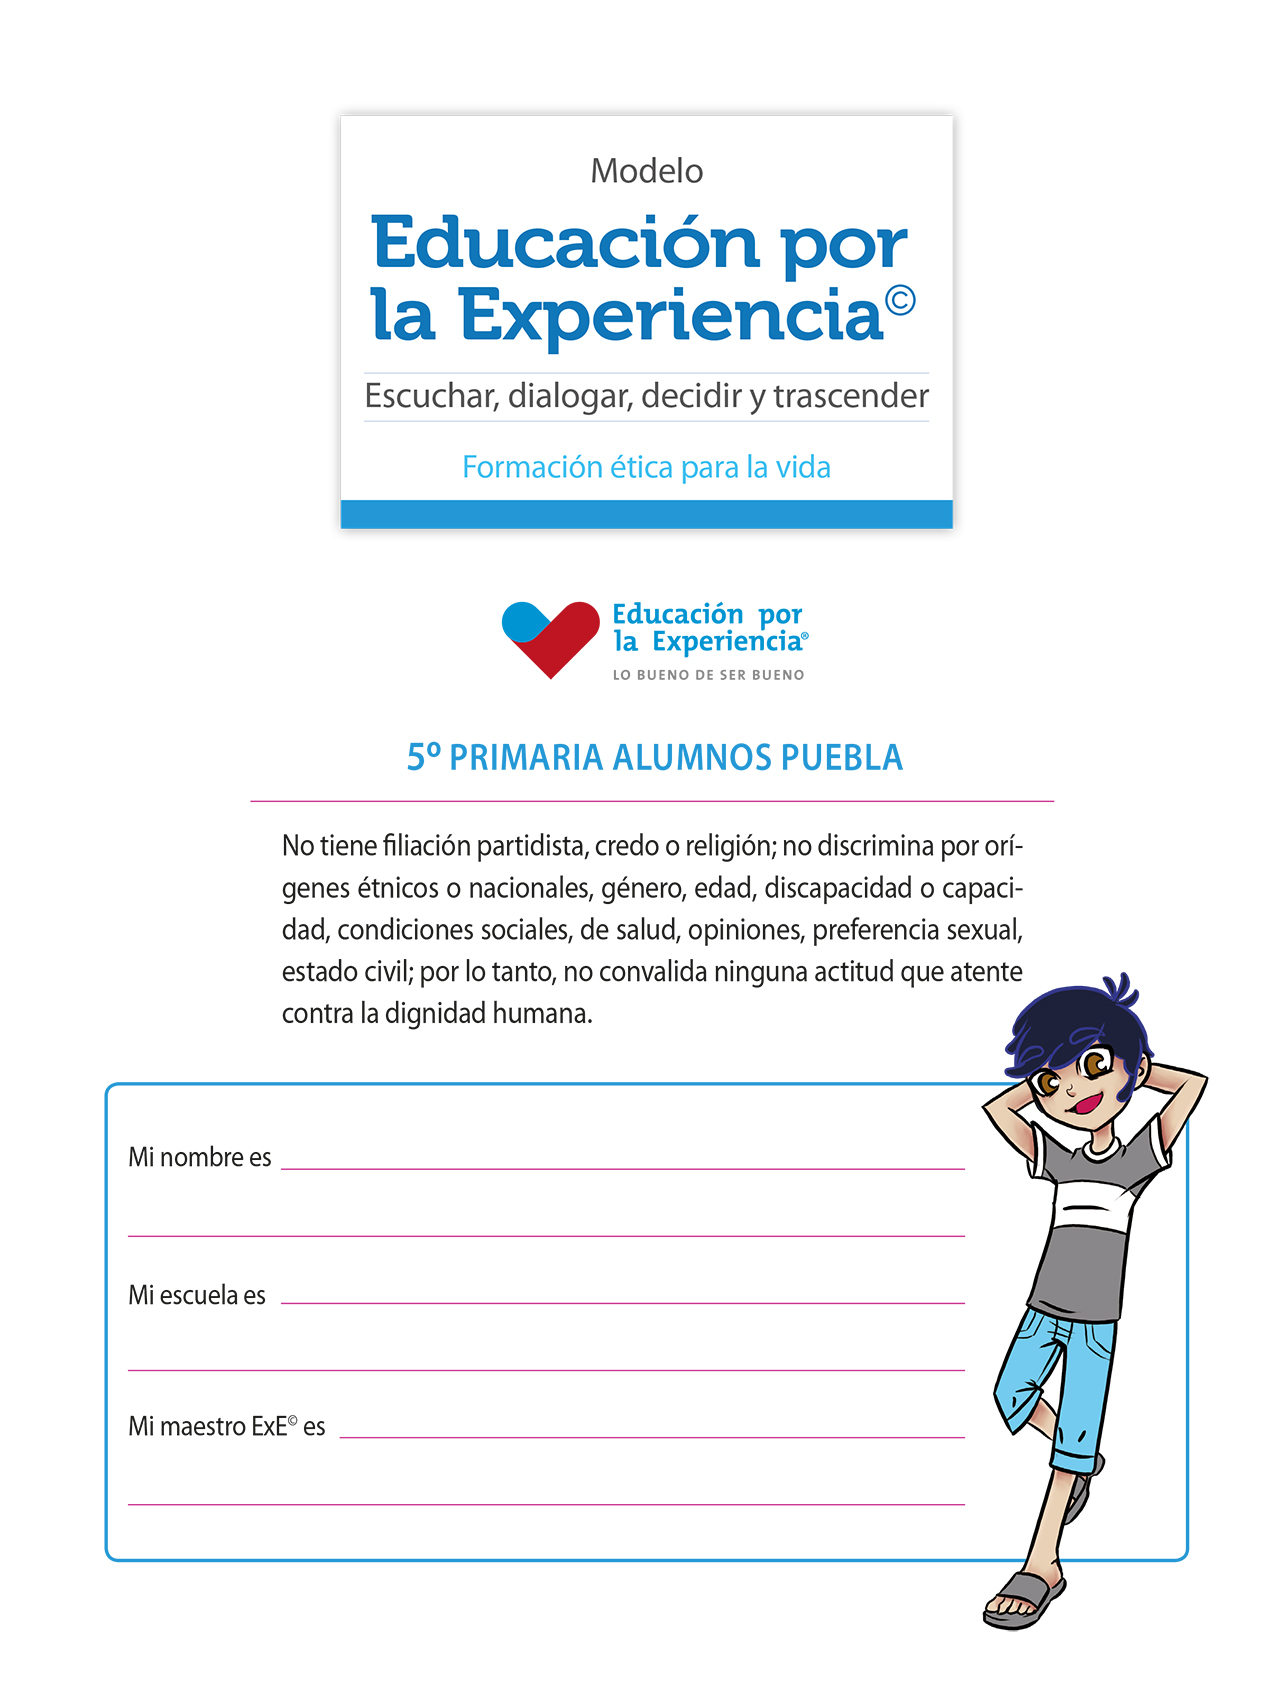 Modelo
Educación por
la Experiencia©
Escuchar, dialogar, decidir y trascender
Formación ética para la vida
Educación por
la Experiencia®
LO BUENO DE SER BUENO
5º PRIMARIA ALUMNOS PUEBLA
No tiene filiación partidista, credo o religión; no discrimina por orí-
genes étnicos o nacionales, género, edad, discapacidad o capaci-
dad, condiciones sociales, de salud, opiniones, preferencia sexual,
estado civil; por lo tanto, no convalida ninguna actitud que atente
contra la dignidad humana.
Mi nombre es
Mi escuela es
Mi maestro ExE© es